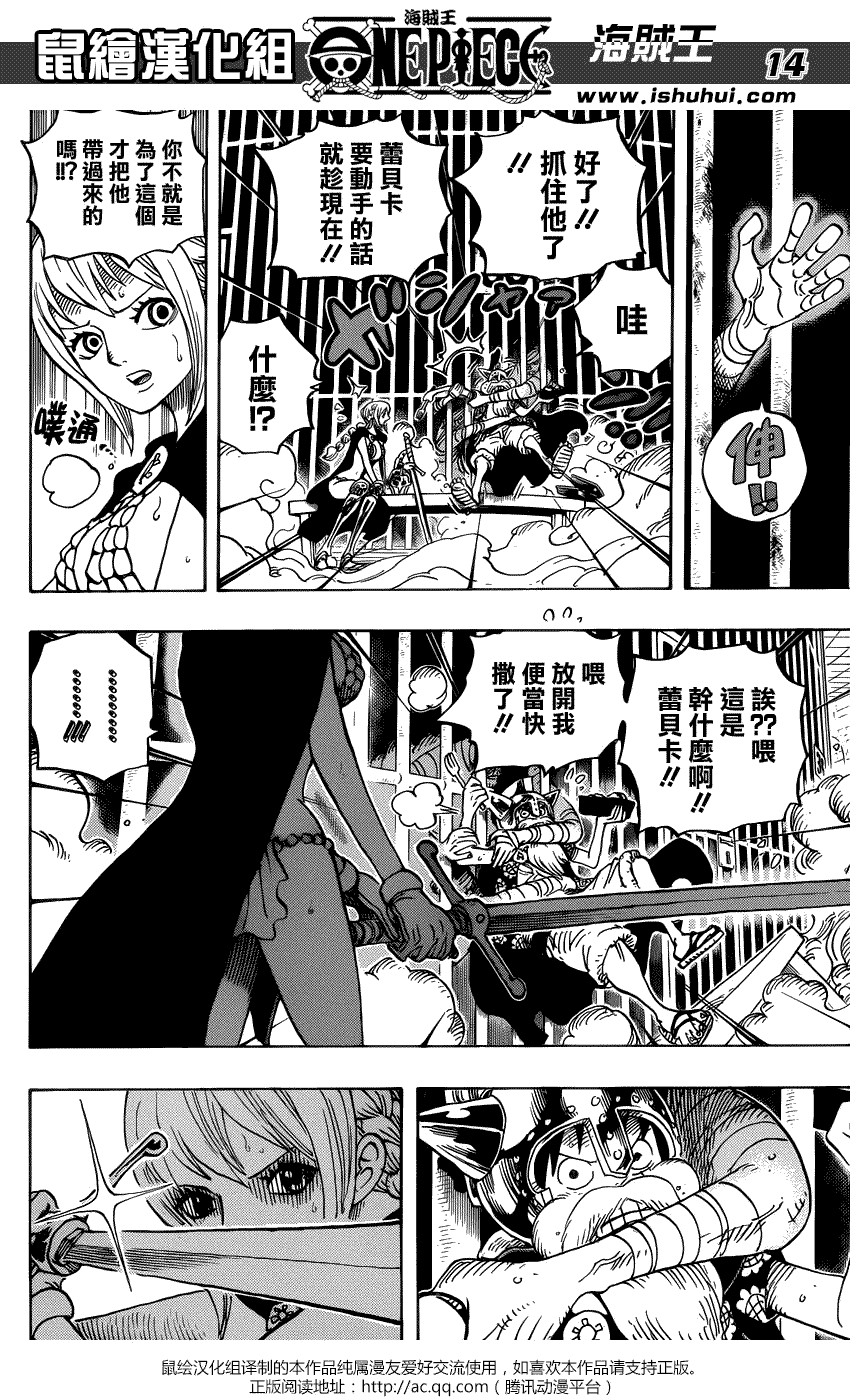 鼠繪漢化組
海賊王
ONE PIECE
海賊王
14
www.ishuhui.com
伸!!
好了!!
抓住他了
!!
哇
蕾貝卡
要動手的話
就趁現在!!
什麼!?
ガシャァァ
你不就是
為了這個
才把他
帶過來的
嗎!!?
噗通
誒??喂
這是
幹什麼啊!!
蕾貝卡!!
喂
放開我
便當快
撒了!!
………
……!!!
鼠绘汉化组译制的本作品纯属漫友爱好交流使用，如喜欢本作品请支持正版。
正版阅读地址：http://ac.qq.com（腾讯动漫平台）